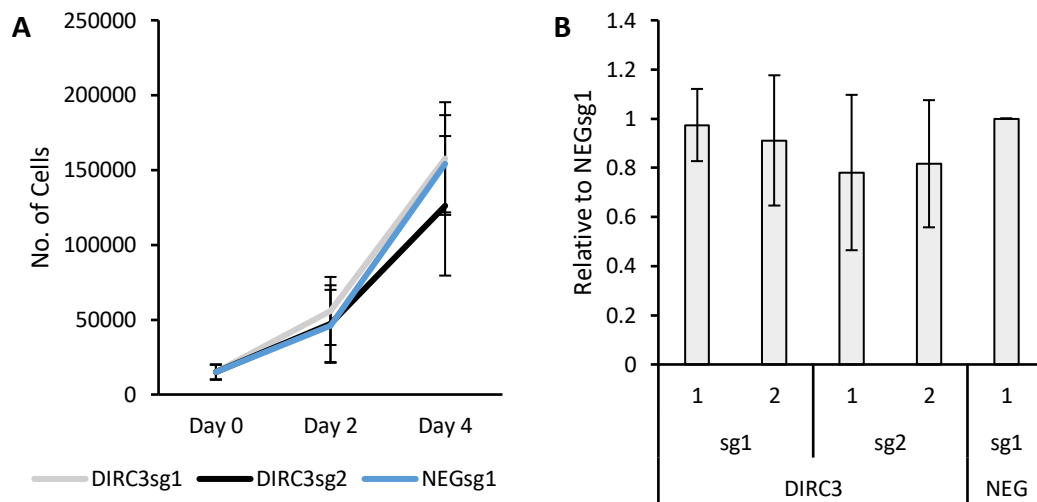 A
No. of Cells
250000
200000
150000
100000
50000
0
Day 0 Day 2 Day 4
DIRC3sg1 DIRC3sg2 NEGsg1
B
Relative to NEGsg1
1.4
1.2
1
0.8
0.6
0.4
0.2
0
1 2 1 2 1
sg1 sg2 sg1
DIRC3 NEG